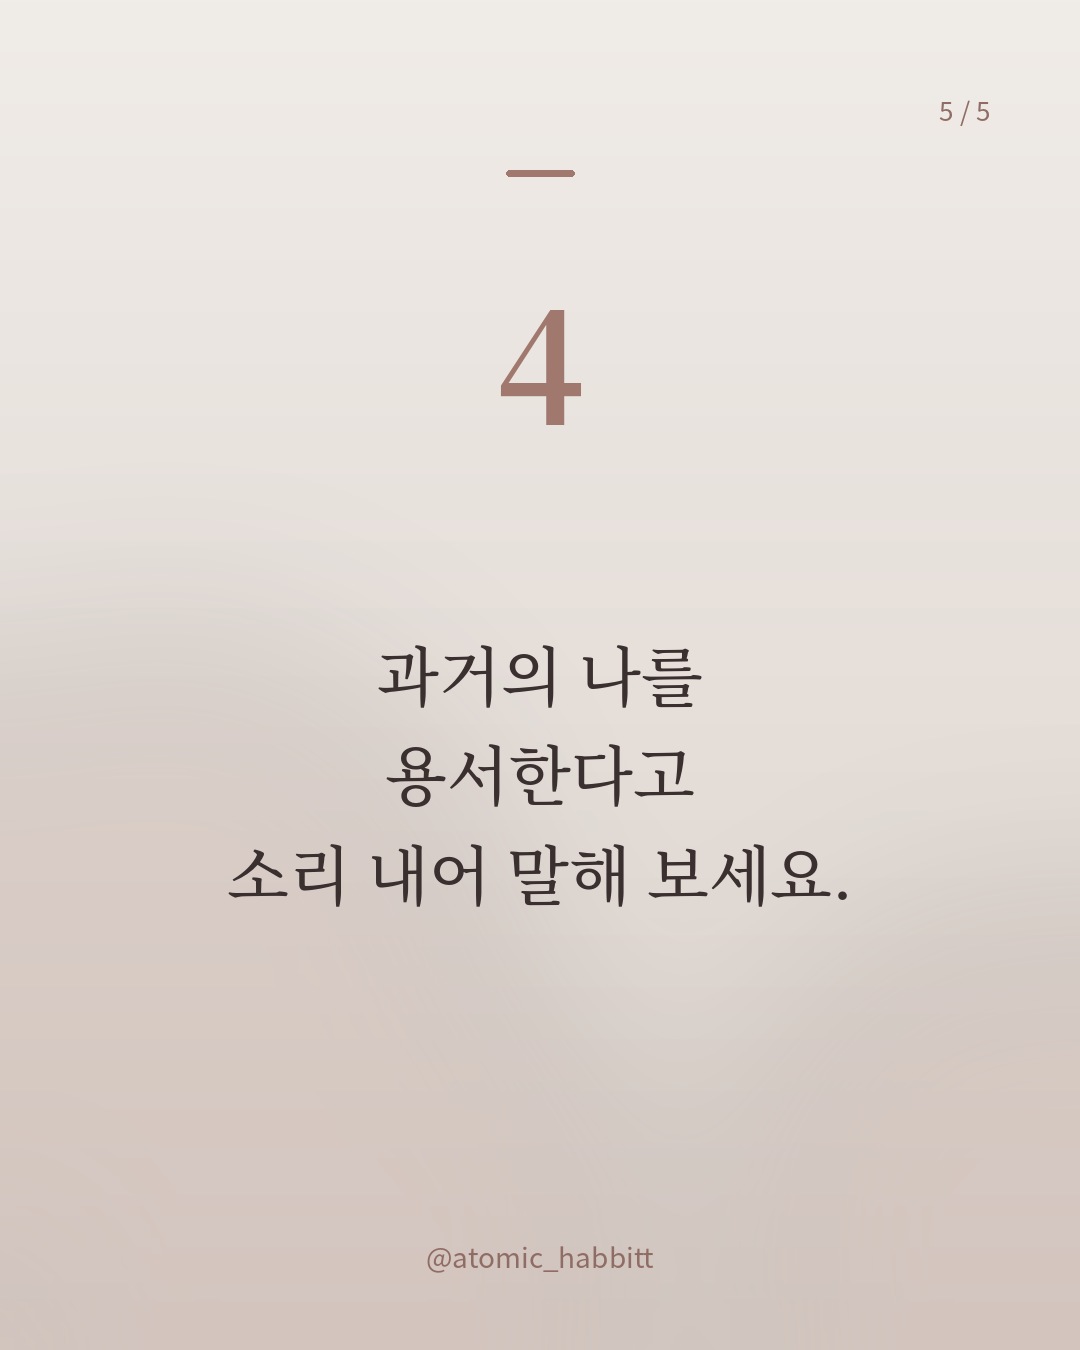 5 / 5
4
과거의 나를
용서한다고
소리 내어 말해 보세요.
@atomic_habbitt